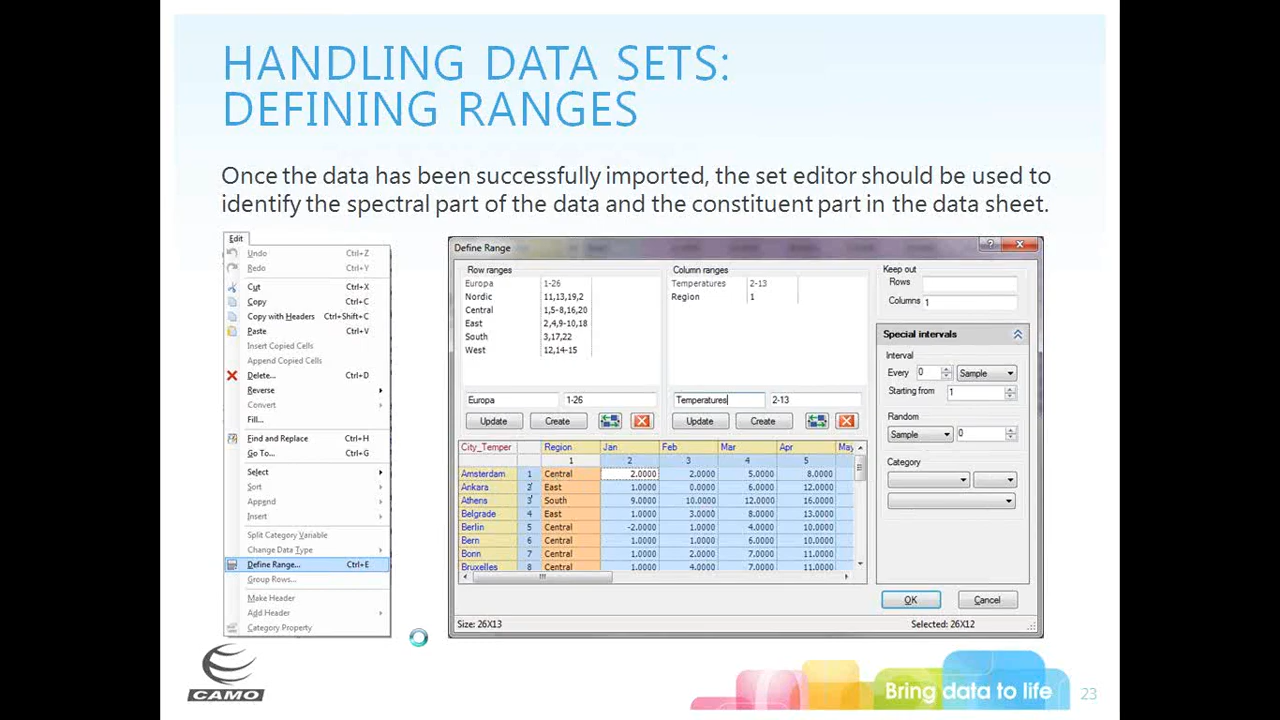 HANDLING DATA SETS:
DEFINING RANGES
Once the data has been successfully imported, the set editor should be used to
identify the spectral part of the data and the constituent part in the data sheet.
Edit
Undo Ctrl+Z
Redo Ctrl+Y
Cut Ctrl+X
Copy Ctrl+C
Copy with Headers Ctrl+Shift+C
Paste Ctrl+V
Insert Copied Cells
Append Copied Cells
Delete... Ctrl+D
Reverse
Convert
Fill...
Find and Replace Ctrl+H
Go To... Ctrl+G
Select
Sort
Append
Insert
Split Category Variable
Change Data Type
Define Range... Ctrl+E
Group Rows...
Make Header
Add Header
Category Property
Define Range
Row ranges
Europa 1-26
Nordic 11,13,19,2
Central 1,5-8,16,20
East 2,4,9-10,18
South 3,17,22
West 12,14-15
Europa 1-26
Update Create
Column ranges
Temperatures 2-13
Region 1
Temperatures 2-13
Update Create
Keep out
Rows
Columns 1
Special intervals
Interval
Every 0 Sample
Starting from 1
Random
Sample 0
Category
City_Temper Region Jan Feb Mar Apr May
1 2 3 4 5
Amsterdam 1 Central 2.0000 2.0000 5.0000 8.0000
Ankara 2 East 1.0000 0.0000 6.0000 12.0000
Athens 3 South 9.0000 10.0000 12.0000 16.0000
Belgrade 4 East 1.0000 3.0000 8.0000 13.0000
Berlin 5 Central -2.0000 1.0000 4.0000 10.0000
Bern 6 Central 1.0000 1.0000 6.0000 10.0000
Bonn 7 Central 1.0000 2.0000 7.0000 11.0000
Bruxelles 8 Central 1.0000 4.0000 7.0000 11.0000
OK Cancel
Size: 26X13 Selected: 26X12
CAMO
Bring data to life
23